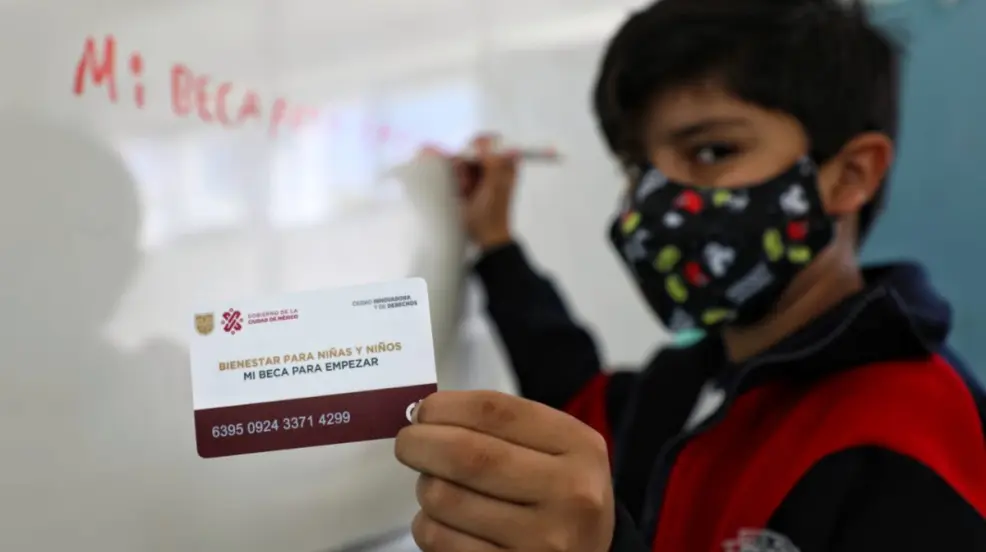 Mi BECA PARA
GOBIERNO DE LA
CIUDAD DE MÉXICO
CIUDAD INNOVADORA
Y DE DERECHOS
BIENESTAR PARA NIÑAS Y NIÑOS
MI BECA PARA EMPEZAR
6395 0924 3371 4299